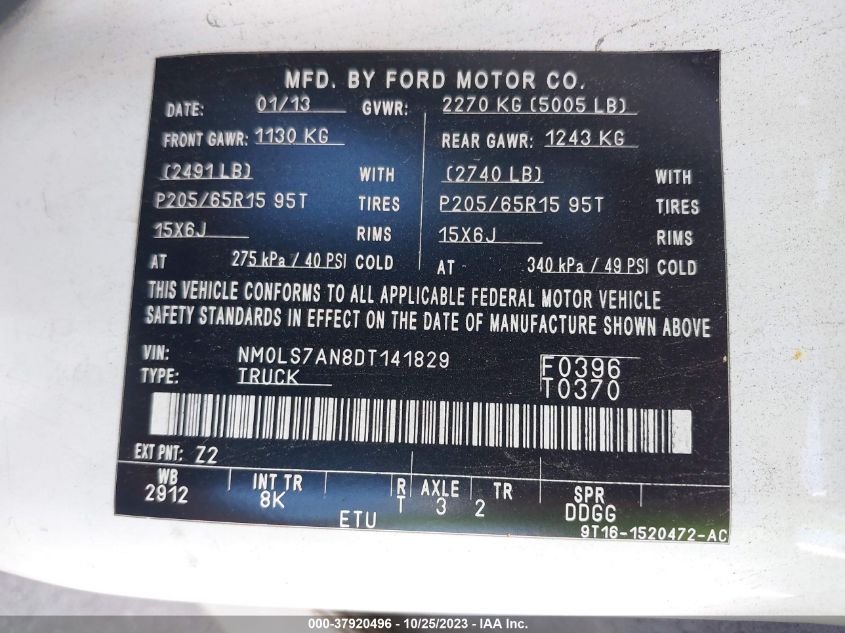 MFD. BY FORD MOTOR CO.
DATE: 01/13 GVWR: 2270 KG (5005 LB)
FRONT GAWR: 1130 KG REAR GAWR: 1243 KG
(2491 LB) WITH (2740 LB) WITH
P205/65R15 95T TIRES P205/65R15 95T TIRES
15X6J RIMS 15X6J RIMS
AT 275 kPa / 40 PSI COLD AT 340 kPa / 49 PSI COLD
THIS VEHICLE CONFORMS TO ALL APPLICABLE FEDERAL MOTOR VEHICLE
SAFETY STANDARDS IN EFFECT ON THE DATE OF MANUFACTURE SHOWN ABOVE
VIN: NM0LS7AN8DT141829 F0396
TYPE: TRUCK T0370
EXT PNT: Z2
WB INT TR R AXLE TR SPR
2912 8K T 3 2 DDGG
ETU 9T16-1520472-AC
000-37920496 - 10/25/2023 - IAA Inc.